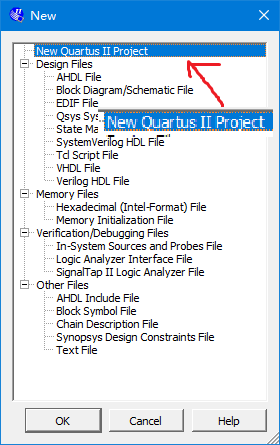 New
New Quartus II Project
Design Files
AHDL File
Block Diagram/Schematic File
EDIF File
Qsys Sys
State Ma
New Quartus II Project
SystemVerilog HDL File
Tcl Script File
VHDL File
Verilog HDL File
Memory Files
Hexadecimal (Intel-Format) File
Memory Initialization File
Verification/Debugging Files
In-System Sources and Probes File
Logic Analyzer Interface File
SignalTap II Logic Analyzer File
Other Files
AHDL Include File
Block Symbol File
Chain Description File
Synopsys Design Constraints File
Text File
OK
Cancel
Help